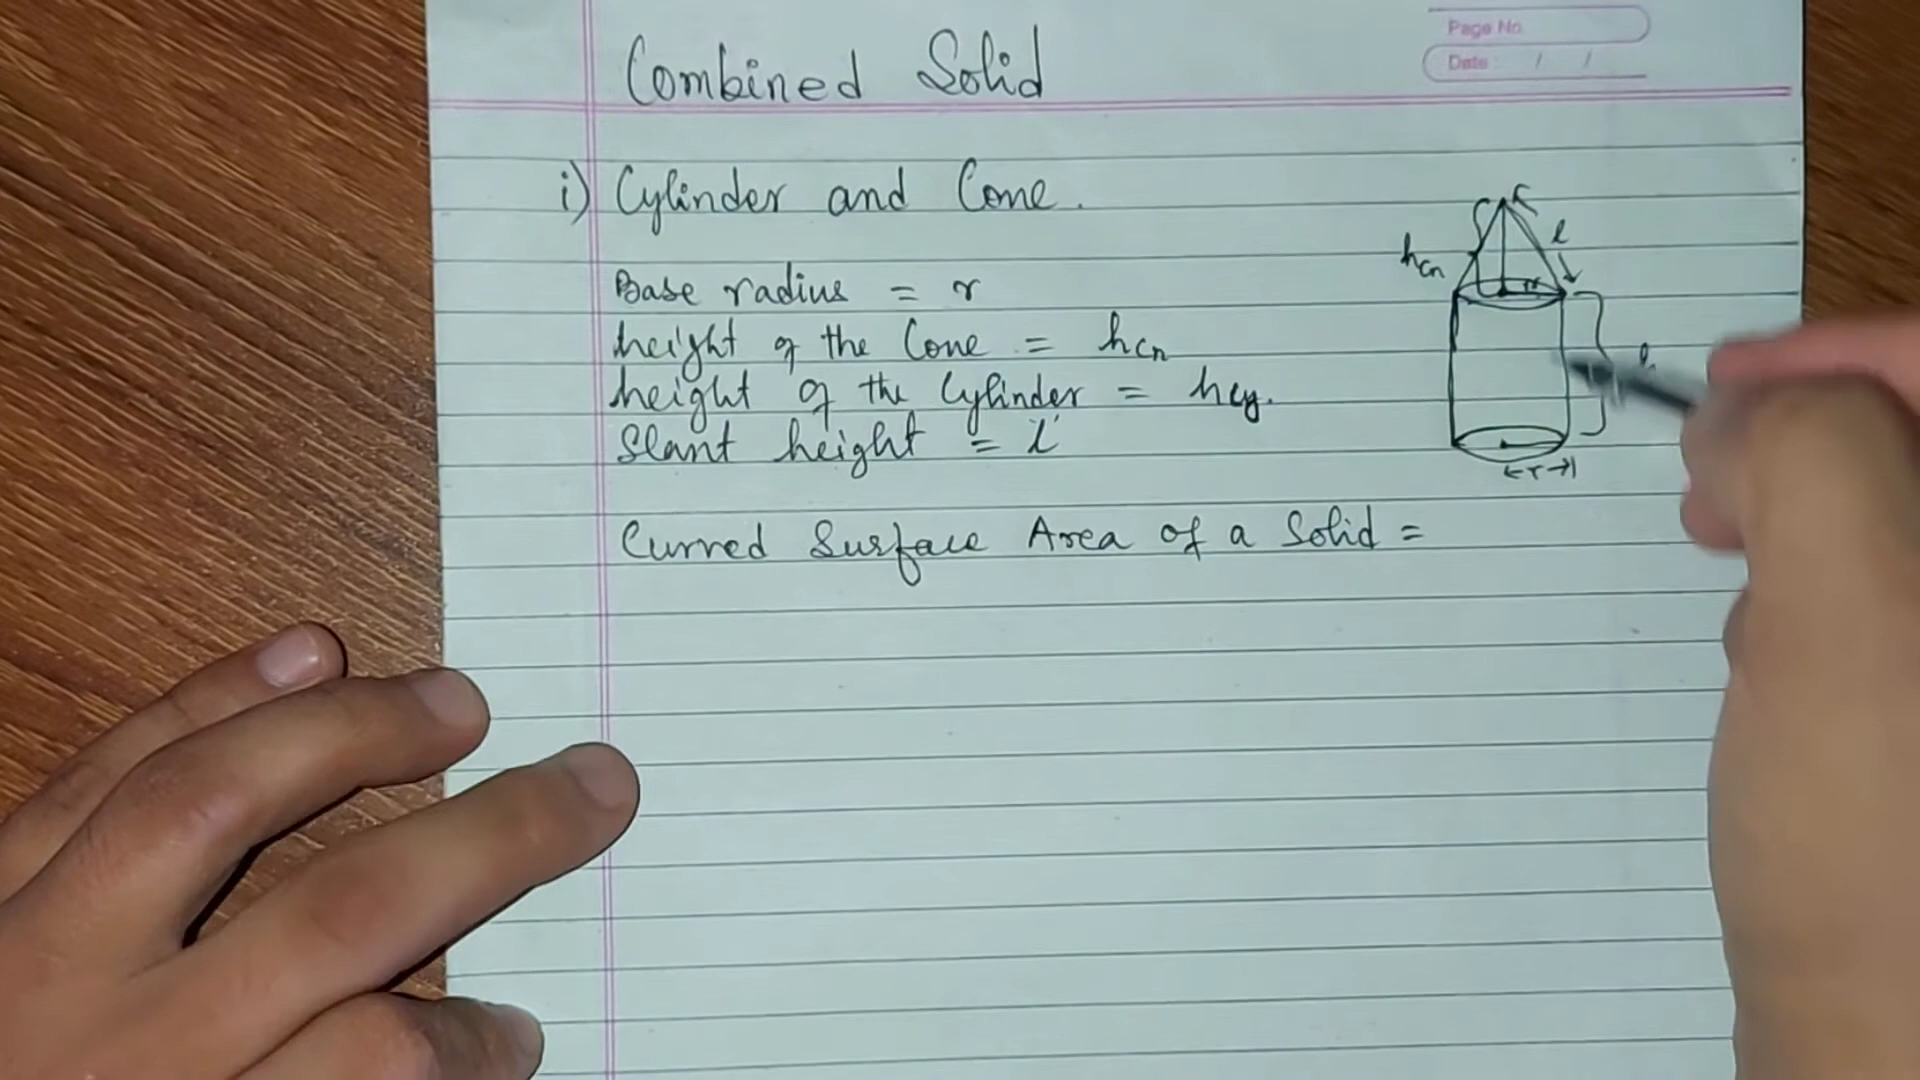 Page No.
Date : / /
Combined Solid
i) Cylinder and Cone.
Base radius = r
height of the Cone = hcn
height of the Cylinder = hcy.
Slant height = l
Curved Surface Area of a Solid =
hcn
l
r
h
r